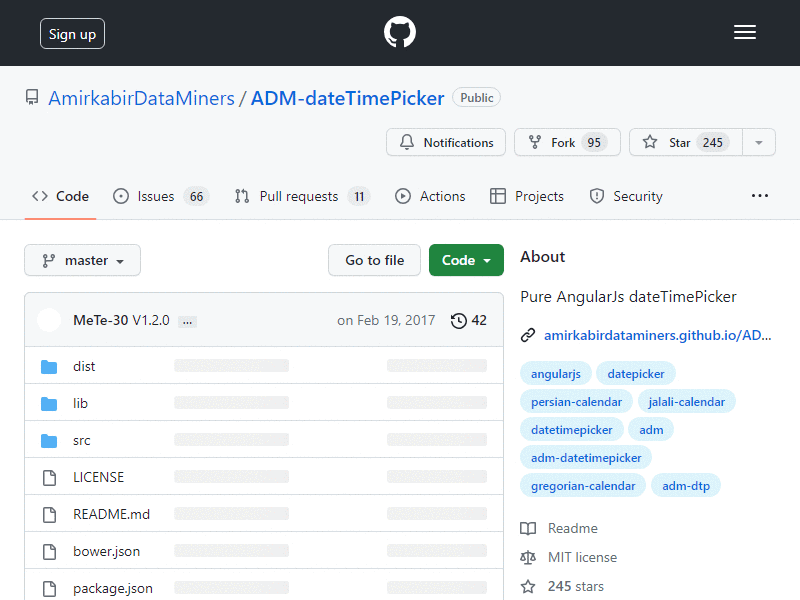 Sign up
AmirkabirDataMiners / ADM-dateTimePicker Public
Notifications Fork 95 Star 245
Code Issues 66 Pull requests 11 Actions Projects Security ...
master Go to file Code
MeTe-30 V1.2.0 ... on Feb 19, 2017 42
dist
lib
src
LICENSE
README.md
bower.json
package.json
About
Pure AngularJs dateTimePicker
amirkabirdataminers.github.io/AD...
angularjs datepicker
persian-calendar jalali-calendar
datetimepicker adm
adm-datetimepicker
gregorian-calendar adm-dtp
Readme
MIT license
245 stars